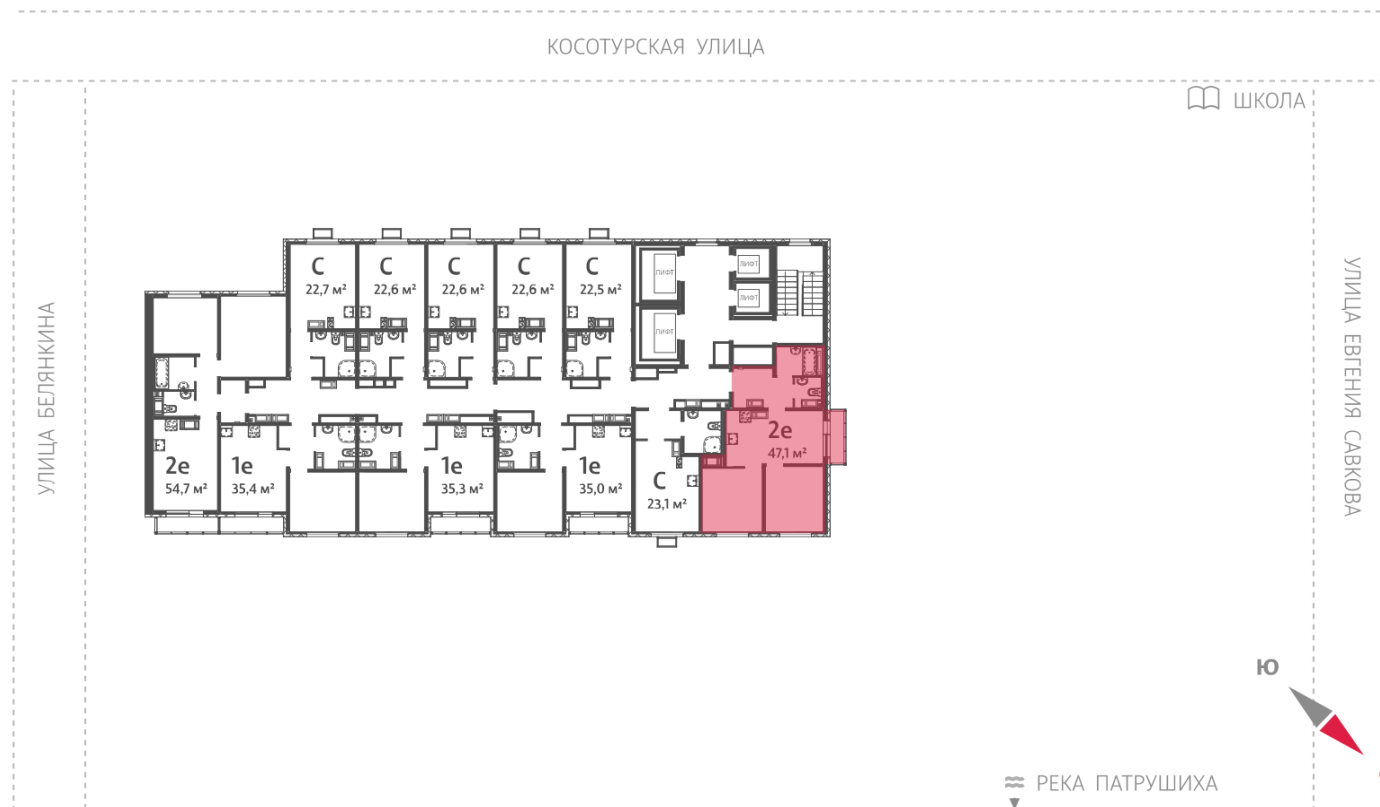 КОСОТУРСКАЯ УЛИЦА
ШКОЛА
УЛИЦА БЕЛЯНКИНА
УЛИЦА ЕВГЕНИЯ САВКОВА
С
22,7 м²
С
22,6 м²
С
22,6 м²
С
22,6 м²
С
22,5 м²
ЛИФТ
ЛИФТ
ЛИФТ
ЛИФТ
2е
54,7 м²
1е
35,4 м²
1е
35,3 м²
1е
35,0 м²
С
23,1 м²
2е
47,1 м²
Ю
РЕКА ПАТРУШИХА